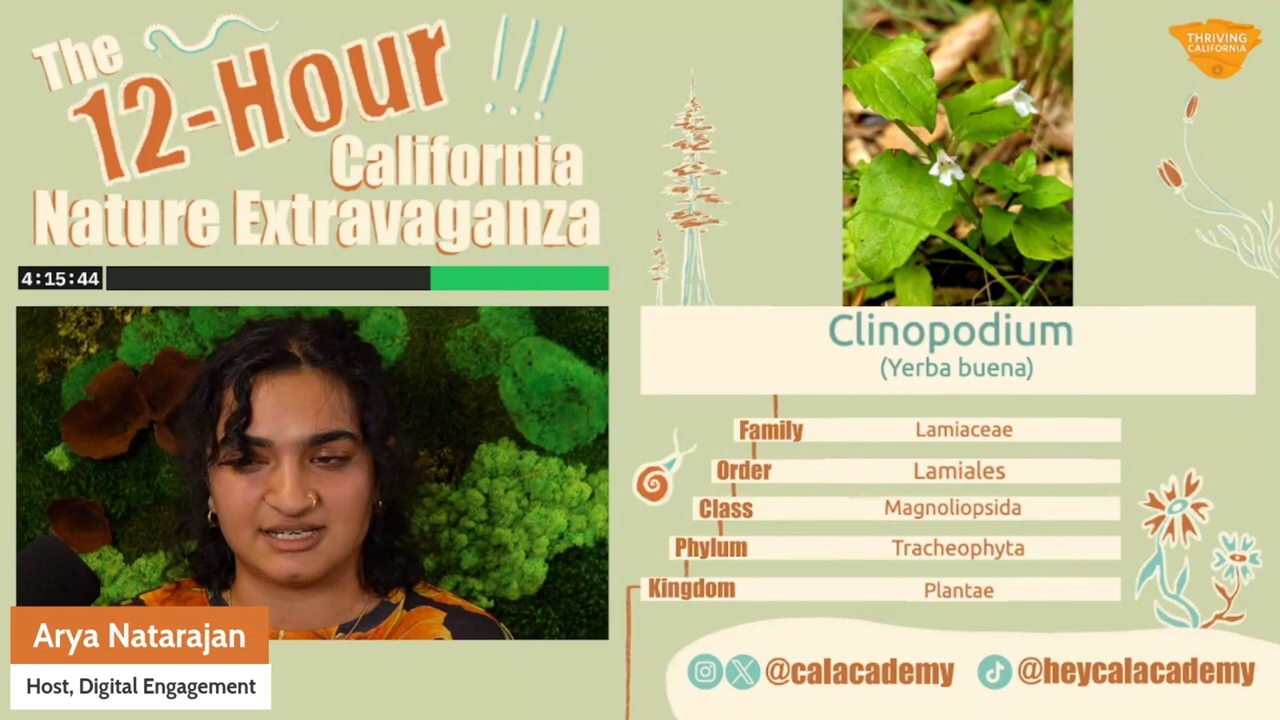 The
12-Hour!!!
California
Nature Extravaganza
4:15:44
Arya Natarajan
Host, Digital Engagement
THRIVING
CALIFORNIA
Clinopodium
(Yerba buena)
Family Lamiaceae
Order Lamiales
Class Magnoliopsida
Phylum Tracheophyta
Kingdom Plantae
@calacademy @heycalacademy